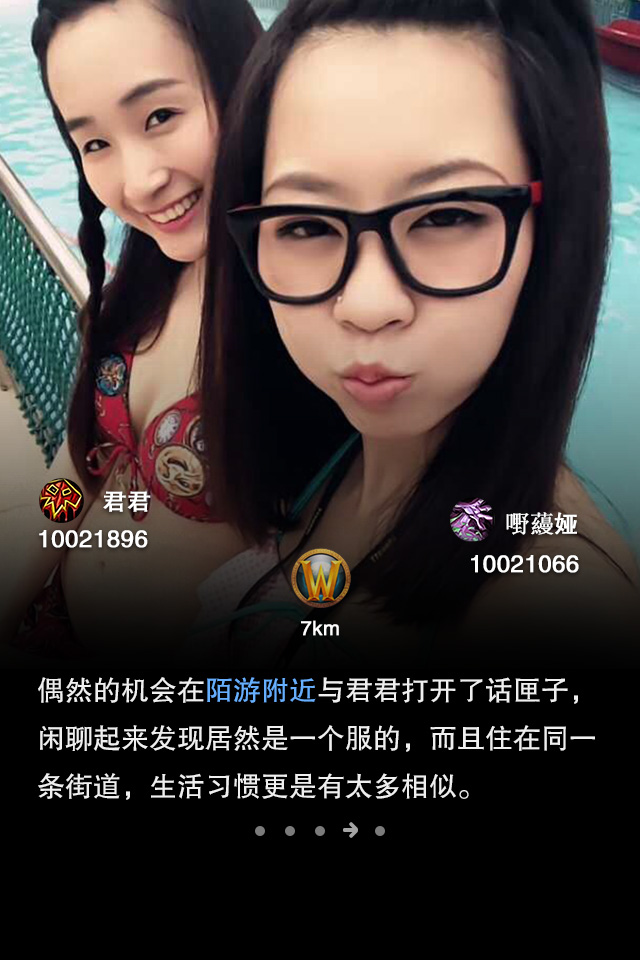 君君
10021896
嘢蘰娅
10021066
W
7km
偶然的机会在陌游附近与君君打开了话匣子，
闲聊起来发现居然是一个服的，而且住在同一
条街道，生活习惯更是有太多相似。